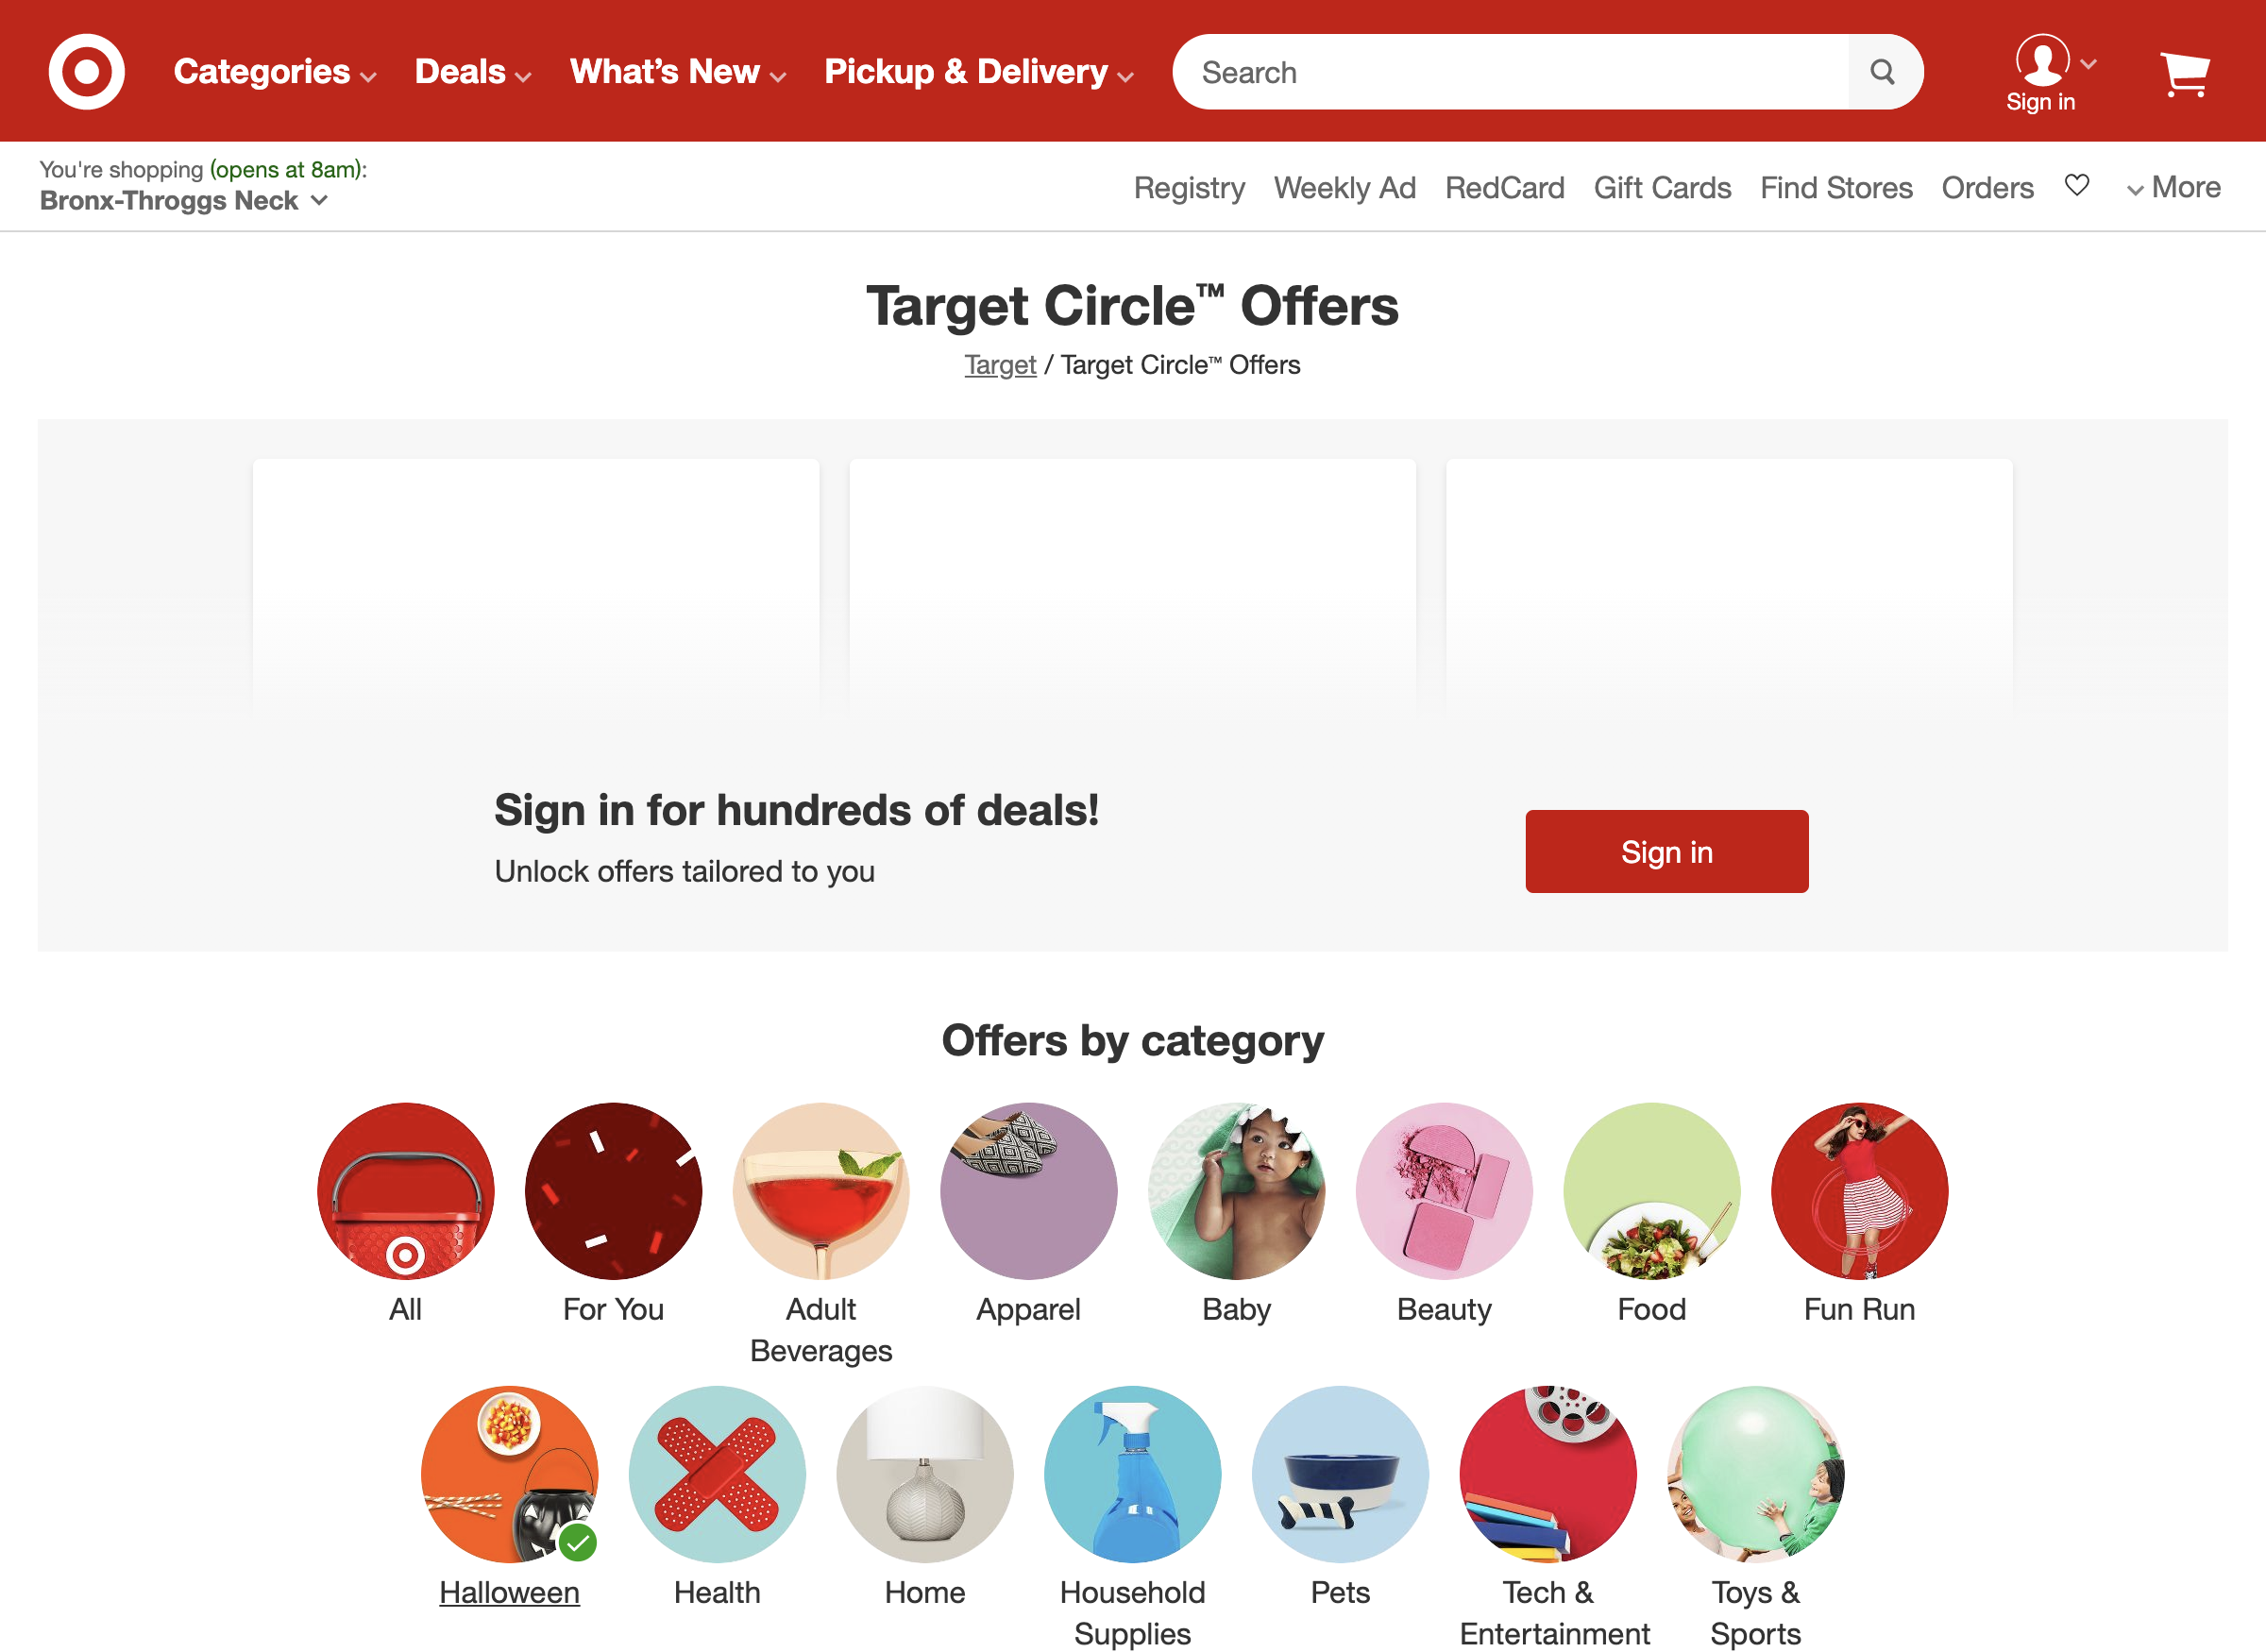 Categories
Deals
What's New
Pickup & Delivery
Search
Sign in
You're shopping (opens at 8am):
Bronx-Throggs Neck
Registry
Weekly Ad
RedCard
Gift Cards
Find Stores
Orders
More
Target Circle™ Offers
Target / Target Circle™ Offers
Sign in for hundreds of deals!
Unlock offers tailored to you
Sign in
Offers by category
All
For You
Adult
Beverages
Apparel
Baby
Beauty
Food
Fun Run
Halloween
Health
Home
Household
Supplies
Pets
Tech &
Entertainment
Toys &
Sports